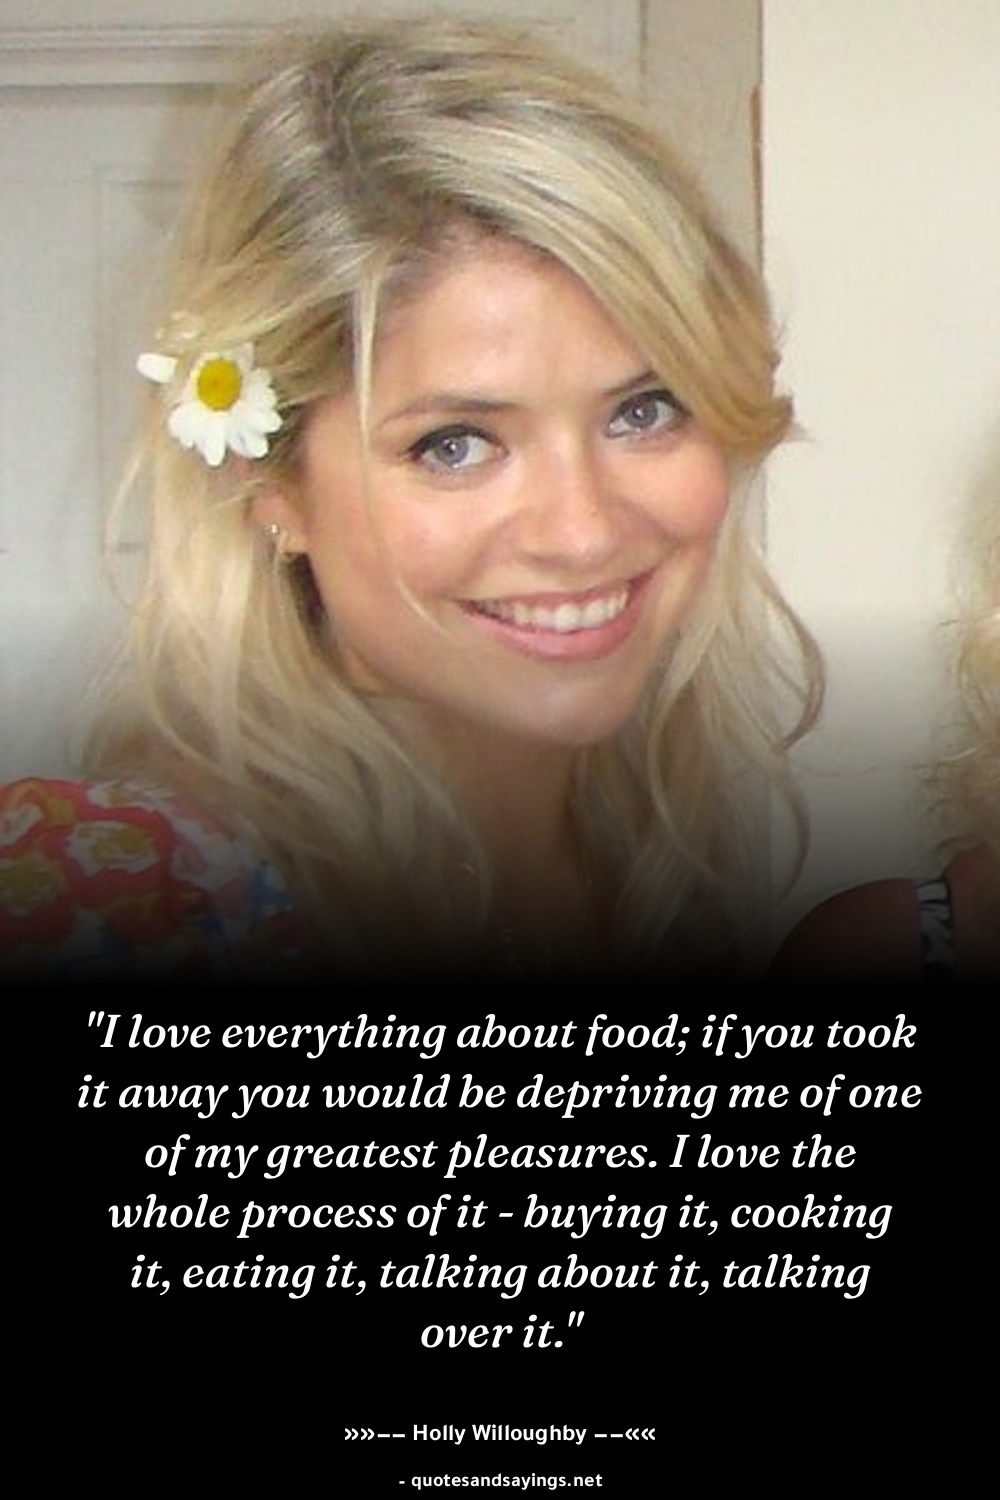 "I love everything about food; if you took
it away you would be depriving me of one
of my greatest pleasures. I love the
whole process of it - buying it, cooking
it, eating it, talking about it, talking
over it."
»»–– Holly Willoughby ––««
- quotesandsayings.net